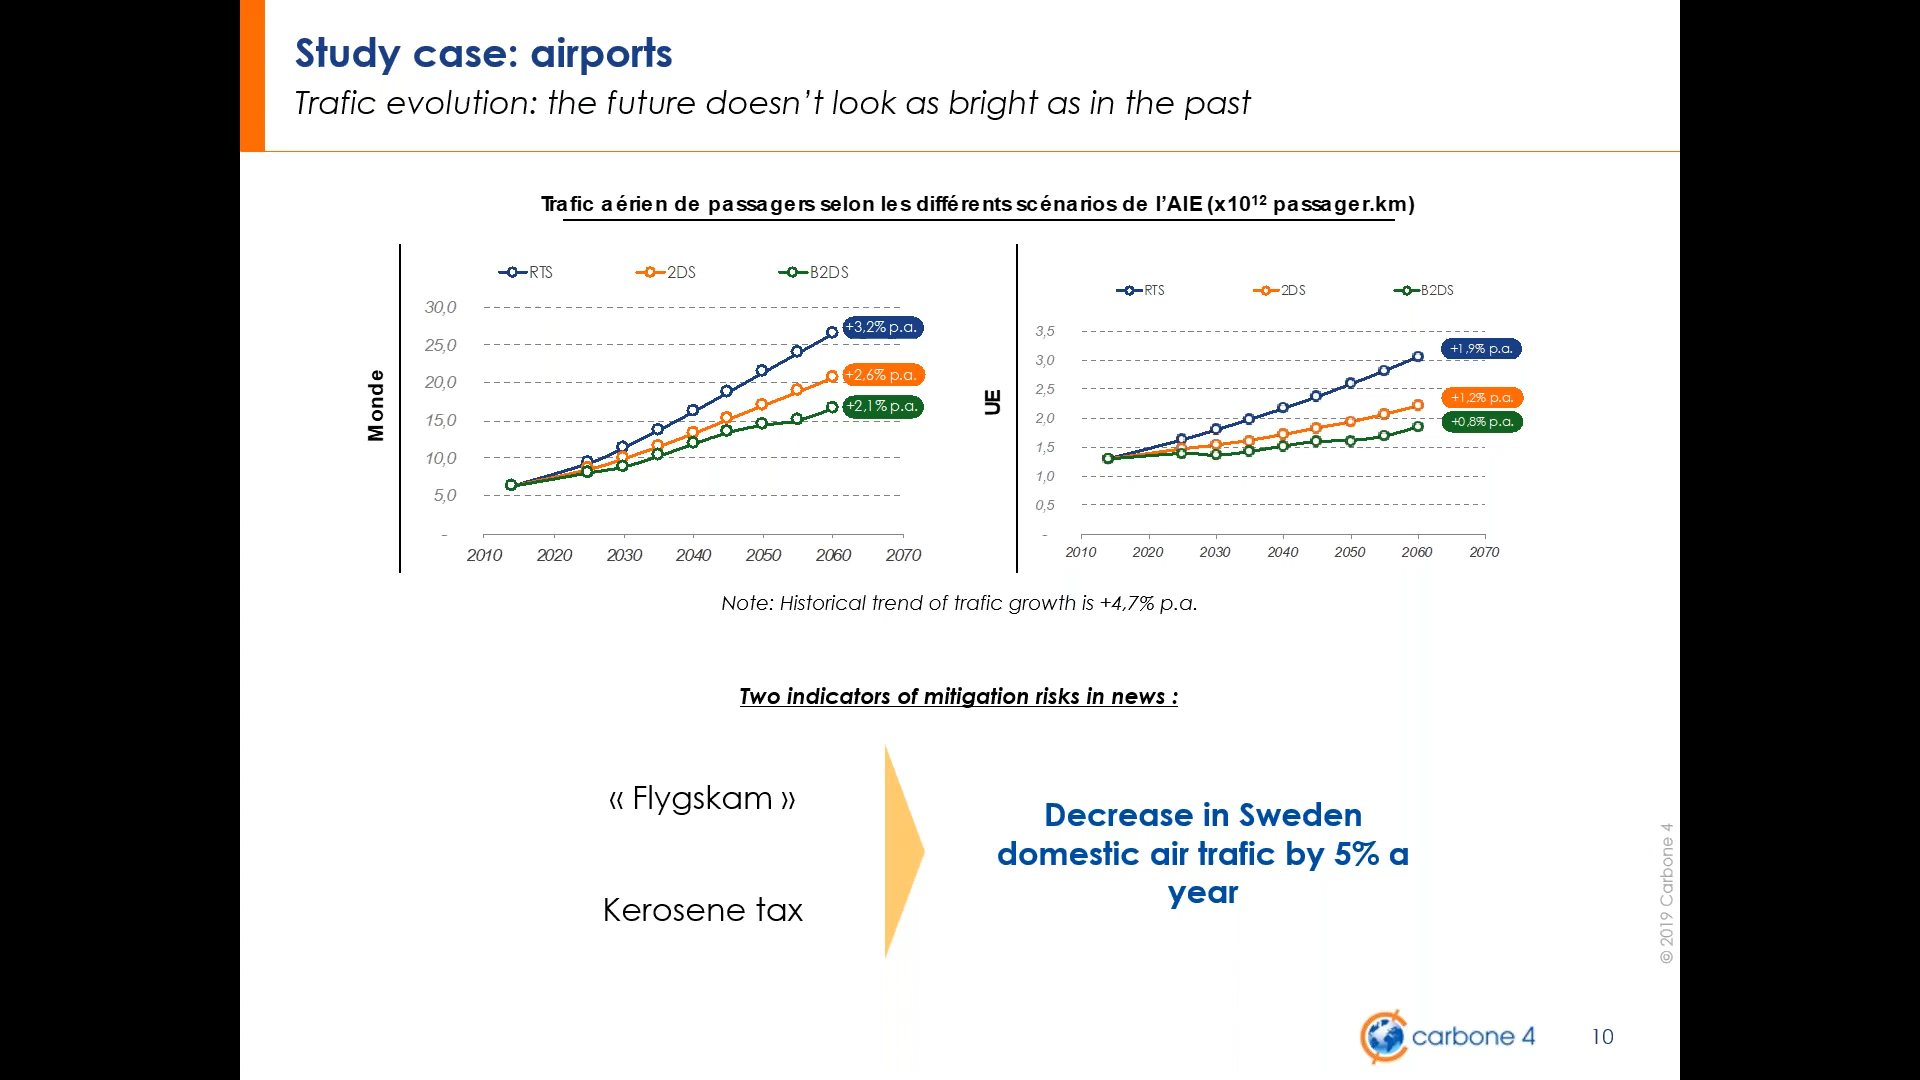 Study case: airports
Trafic evolution: the future doesn't look as bright as in the past
Trafic aérien de passagers selon les différents scénarios de l'AIE (x10¹² passager.km)
Monde
RTS 2DS B2DS
30,0
25,0
20,0
15,0
10,0
5,0
-
+3,2% p.a.
+2,6% p.a.
+2,1% p.a.
2010 2020 2030 2040 2050 2060 2070
UE
RTS 2DS B2DS
3,5
3,0
2,5
2,0
1,5
1,0
0,5
-
+1,9% p.a.
+1,2% p.a.
+0,8% p.a.
2010 2020 2030 2040 2050 2060 2070
Note: Historical trend of trafic growth is +4,7% p.a.
Two indicators of mitigation risks in news :
« Flygskam »
Kerosene tax
Decrease in Sweden
domestic air trafic by 5% a
year
© 2019 Carbone 4
carbone 4
10